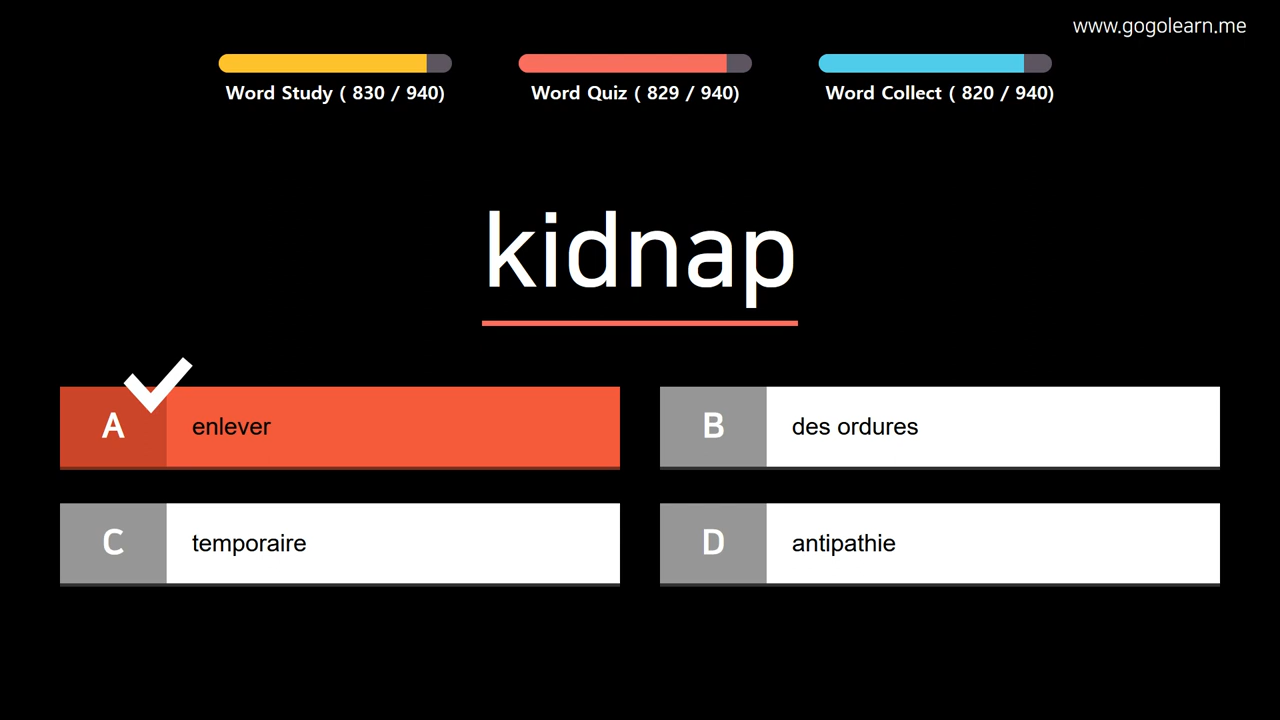 www.gogolearn.me
Word Study ( 830 / 940)
Word Quiz ( 829 / 940)
Word Collect ( 820 / 940)
kidnap
A enlever
B des ordures
C temporaire
D antipathie